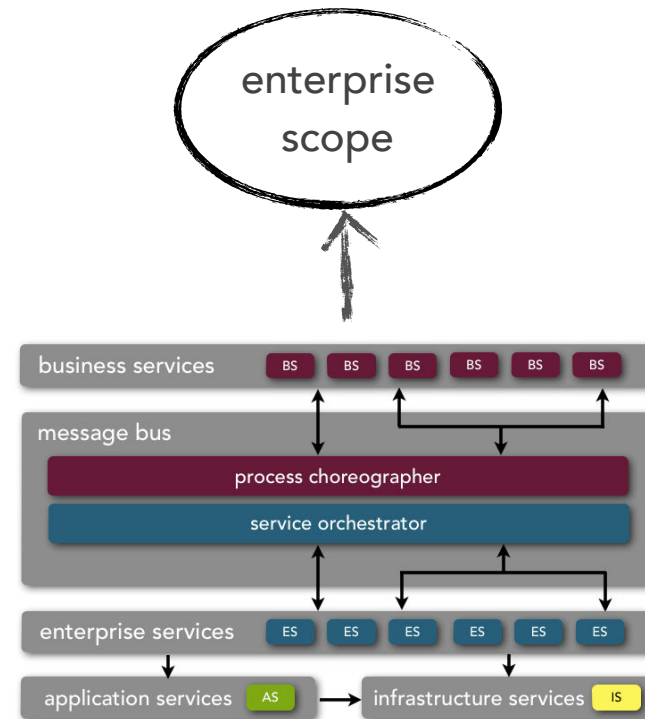 enterprise
scope
business services BS BS BS BS BS BS
message bus
process choreographer
service orchestrator
enterprise services ES ES ES ES ES ES
application services AS infrastructure services IS